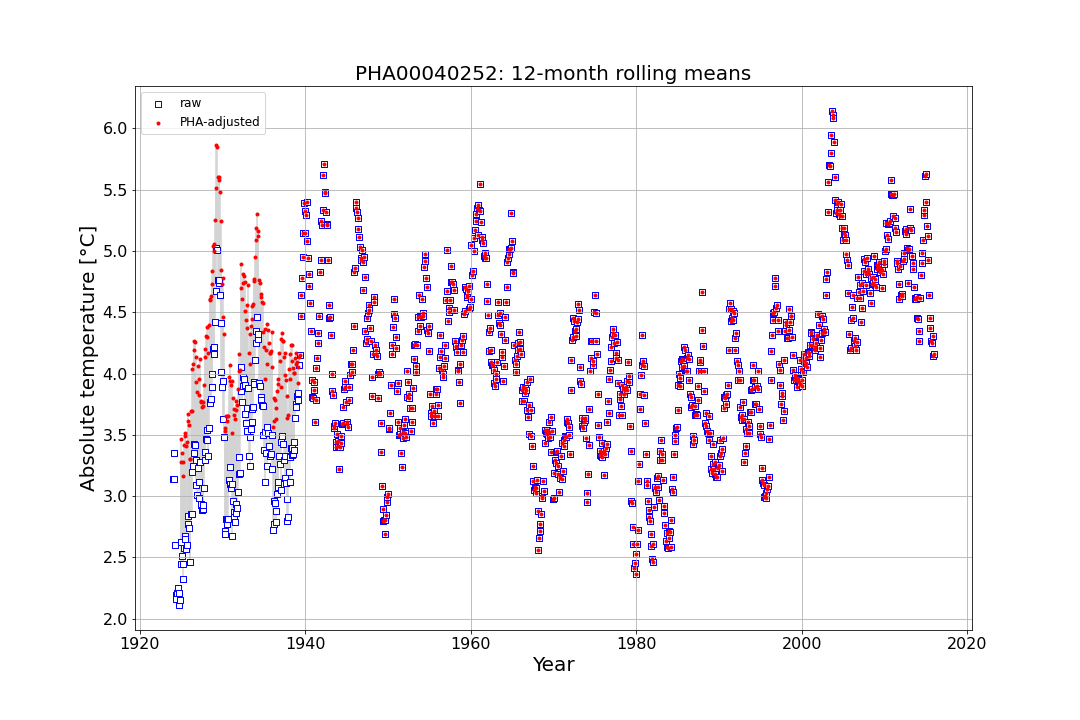 PHA00040252: 12-month rolling means
raw
PHA-adjusted
6.0
5.5
5.0
4.5
4.0
3.5
3.0
2.5
2.0
Absolute temperature [°C]
1920 1940 1960 1980 2000 2020
Year